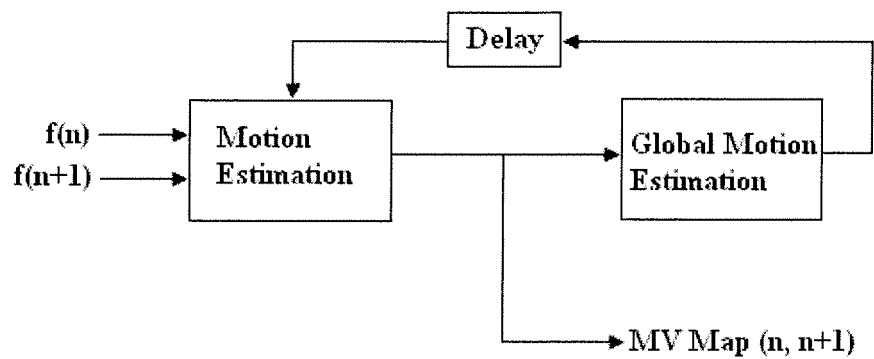 Delay
f(n)
f(n+1)
Motion
Estimation
Global Motion
Estimation
MV Map (n, n+1)